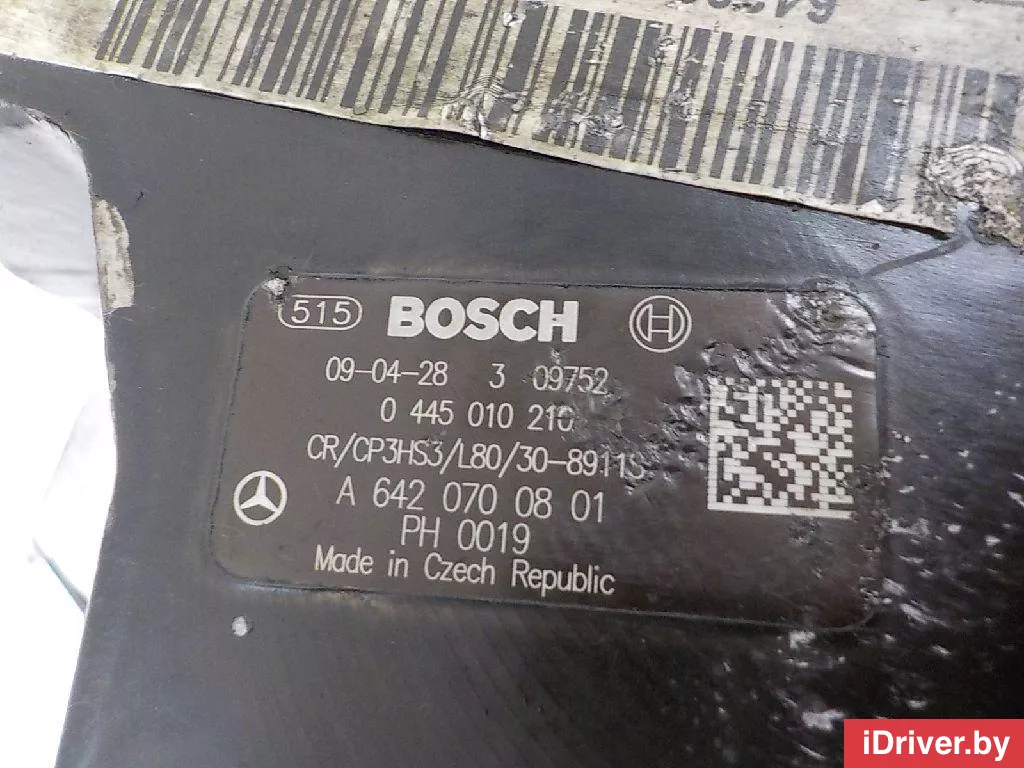 515 BOSCH
09-04-28 3 09752
0 445 010 210
CR/CP3HS3/L80/30-8911S
A 642 070 08 01
PH 0019
Made in Czech Republic
iDriver.by